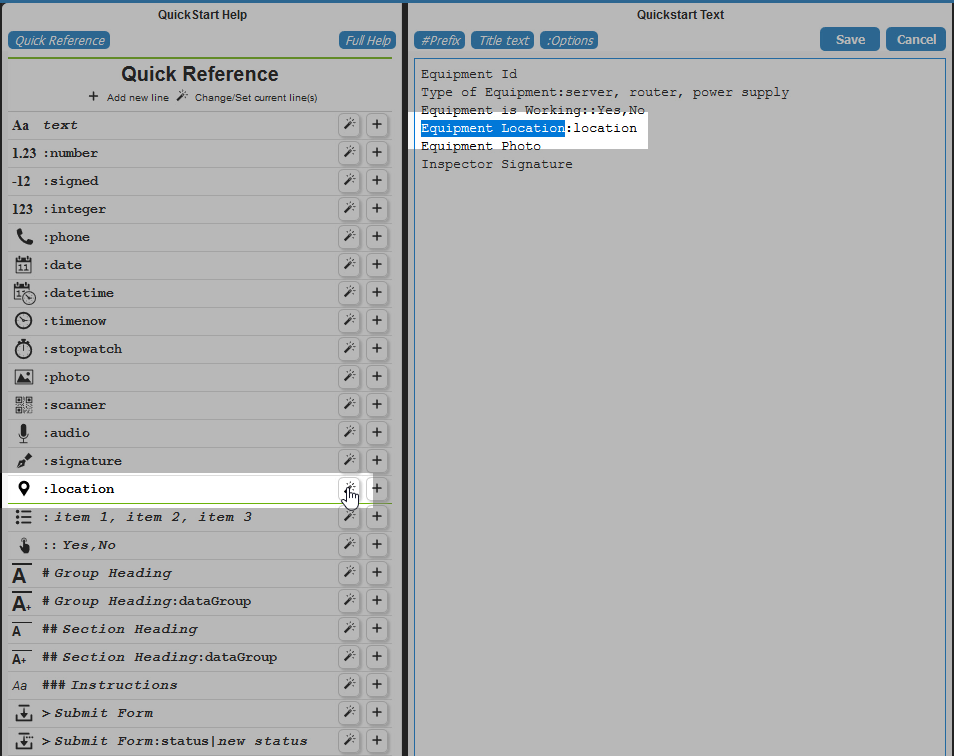 QuickStart Help
Quick Reference
Full Help
Quick Reference
+ Add new line Change/Set current line(s)
Aa text
1.23 :number
-12 :signed
123 :integer
:phone
11 :date
:datetime
:timenow
:stopwatch
:photo
:scanner
:audio
:signature
:location
: item 1, item 2, item 3
:: Yes,No
A # Group Heading
A+ # Group Heading:dataGroup
A ## Section Heading
A+ ## Section Heading:dataGroup
Aa ### Instructions
> Submit Form
> Submit Form:status|new status
Quickstart Text
#Prefix
Title text
:Options
Save
Cancel
Equipment Id
Type of Equipment:server, router, power supply
Equipment is Working::Yes,No
Equipment Location:location
Equipment Photo
Inspector Signature